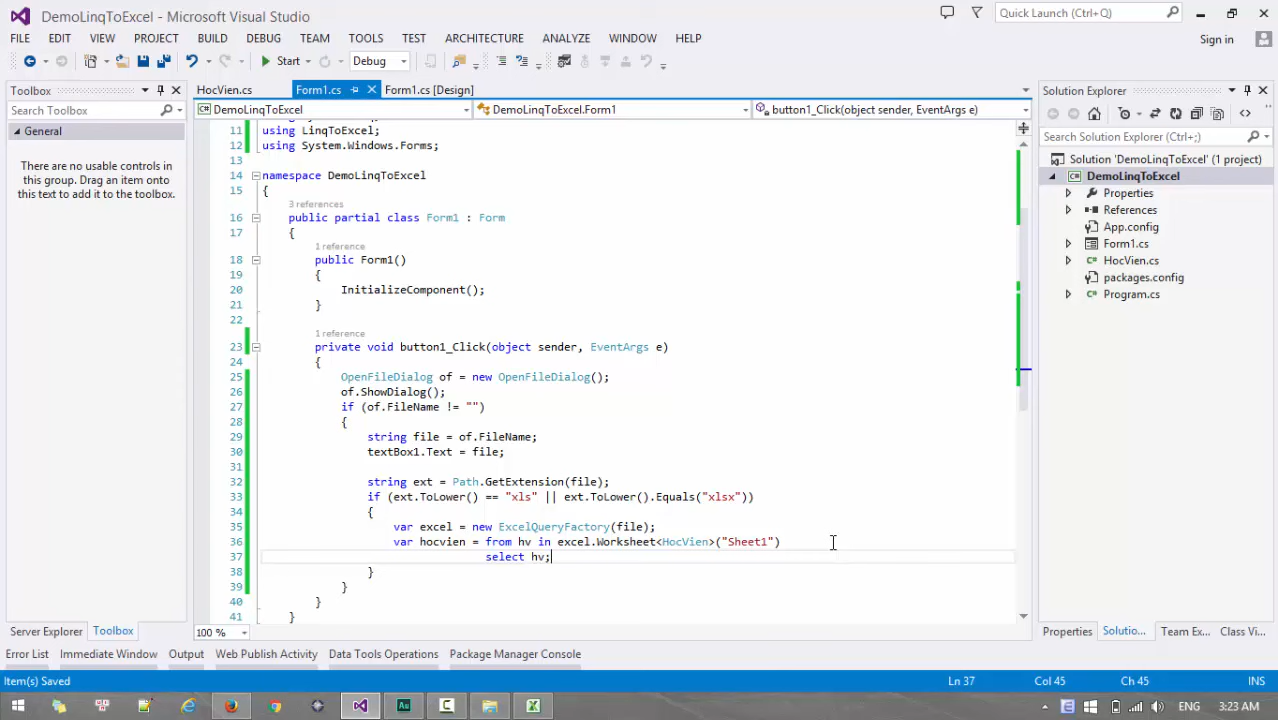 DemoLinqToExcel - Microsoft Visual Studio
Quick Launch (Ctrl+Q)
FILE EDIT VIEW PROJECT BUILD DEBUG TEAM TOOLS TEST ARCHITECTURE ANALYZE WINDOW HELP
Sign in
Start Debug
Toolbox
HocVien.cs Form1.cs Form1.cs [Design]
Solution Explorer
Search Toolbox
DemoLinqToExcel DemoLinqToExcel.Form1 button1_Click(object sender, EventArgs e)
General
There are no usable controls in
this group. Drag an item onto
this text to add it to the toolbox.
11 using LinqToExcel;
12 using System.Windows.Forms;
13
14 namespace DemoLinqToExcel
15 {
3 references
16 public partial class Form1 : Form
17 {
1 reference
18 public Form1()
19 {
20 InitializeComponent();
21 }
22
1 reference
23 private void button1_Click(object sender, EventArgs e)
24 {
25 OpenFileDialog of = new OpenFileDialog();
26 of.ShowDialog();
27 if (of.FileName != "")
28 {
29 string file = of.FileName;
30 textBox1.Text = file;
31
32 string ext = Path.GetExtension(file);
33 if (ext.ToLower() == "xls" || ext.ToLower().Equals("xlsx"))
34 {
35 var excel = new ExcelQueryFactory(file);
36 var hocvien = from hv in excel.Worksheet<HocVien>("Sheet1")
37 select hv;
38 }
39 }
40 }
41 }
100 %
Search Solution Explorer (Ctrl+;)
Solution 'DemoLinqToExcel' (1 project)
DemoLinqToExcel
Properties
References
App.config
Form1.cs
HocVien.cs
packages.config
Program.cs
Server Explorer Toolbox
Properties Solutio... Team Ex... Class Vi...
Error List Immediate Window Output Web Publish Activity Data Tools Operations Package Manager Console
Item(s) Saved Ln 37 Col 45 Ch 45 INS
3:23 AM